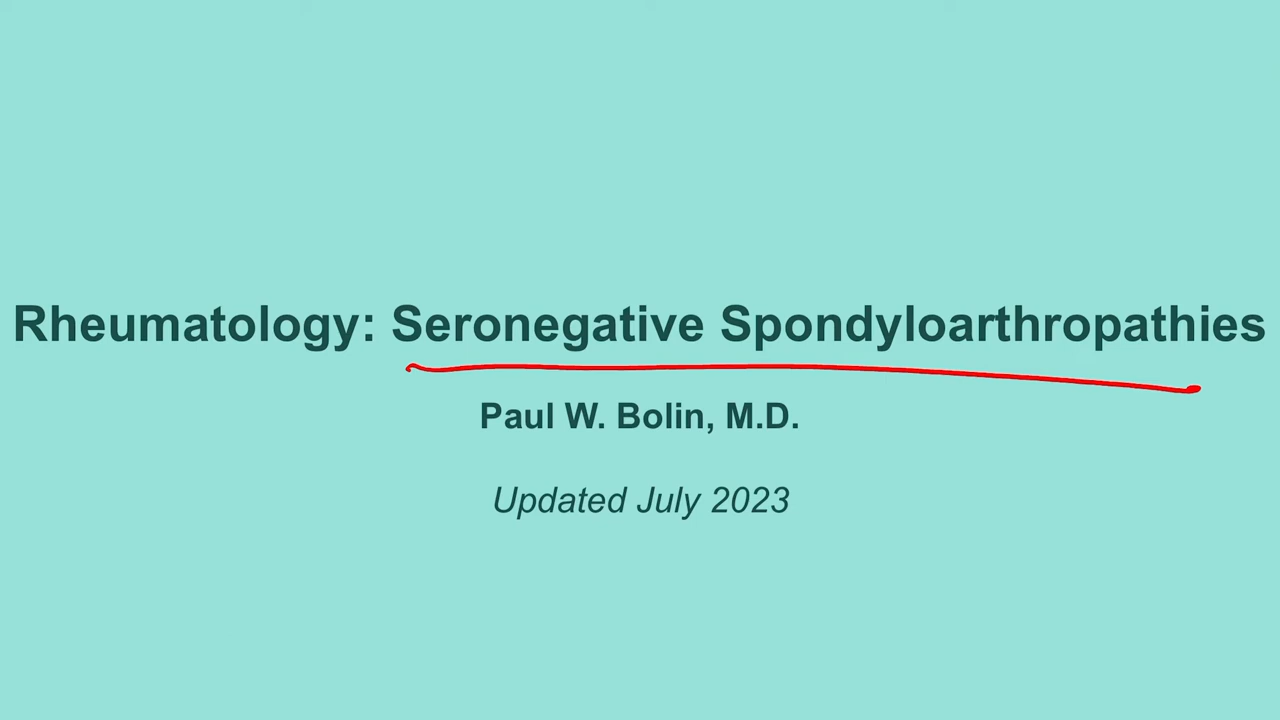 Rheumatology: Seronegative Spondyloarthropathies
Paul W. Bolin, M.D.
Updated July 2023